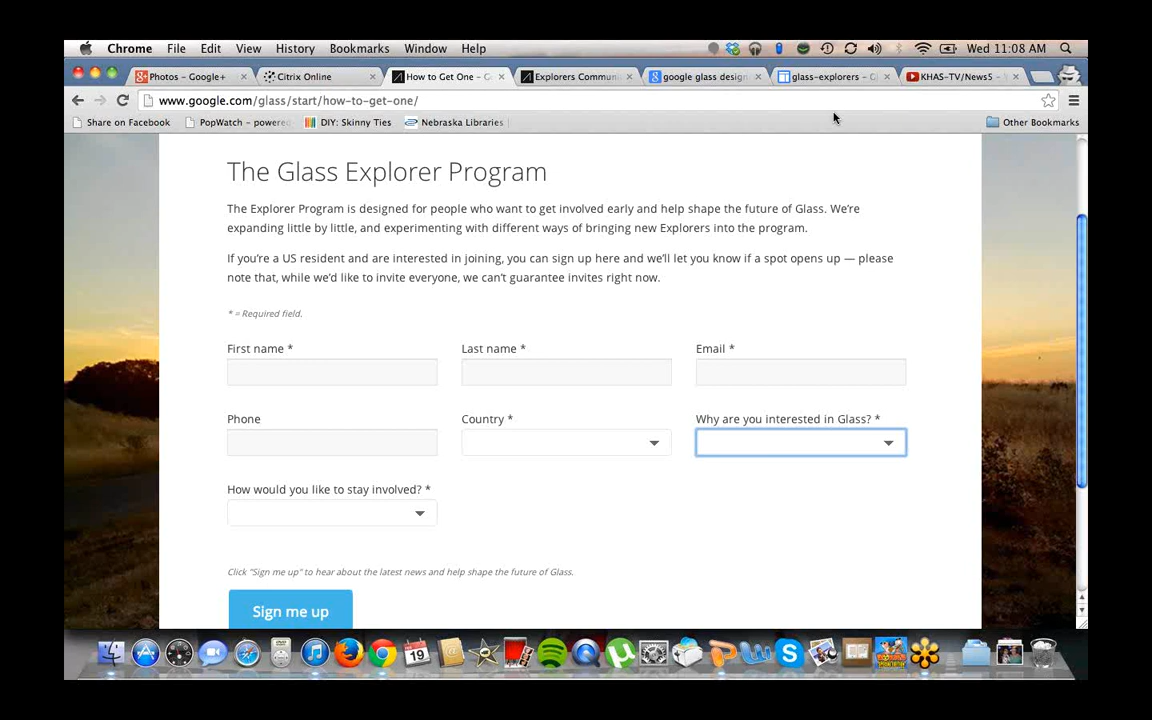 Chrome File Edit View History Bookmarks Window Help Wed 11:08 AM
Photos - Google+ Citrix Online How to Get One - G Explorers Commun google glass desig glass-explorers - G KHAS-TV/News5 -
www.google.com/glass/start/how-to-get-one/
Share on Facebook PopWatch - powere DIY: Skinny Ties Nebraska Libraries Other Bookmarks
The Glass Explorer Program
The Explorer Program is designed for people who want to get involved early and help shape the future of Glass. We're
expanding little by little, and experimenting with different ways of bringing new Explorers into the program.
If you're a US resident and are interested in joining, you can sign up here and we'll let you know if a spot opens up — please
note that, while we'd like to invite everyone, we can't guarantee invites right now.
* = Required field.
First name * Last name * Email *
Phone Country * Why are you interested in Glass? *
How would you like to stay involved? *
Click "Sign me up" to hear about the latest news and help shape the future of Glass.
Sign me up
19